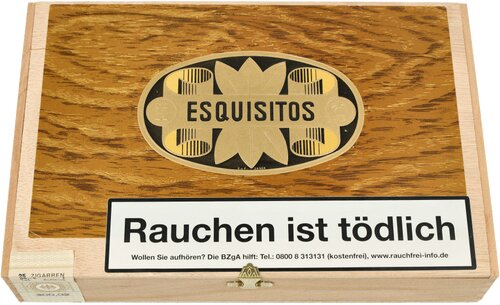 ESQUISITOS
Rauchen ist tödlich
Wollen Sie aufhören? Die BZgA hilft: Tel.: 0800 8 313131 (kostenfrei), www.rauchfrei-info.de
25 ZIGARREN